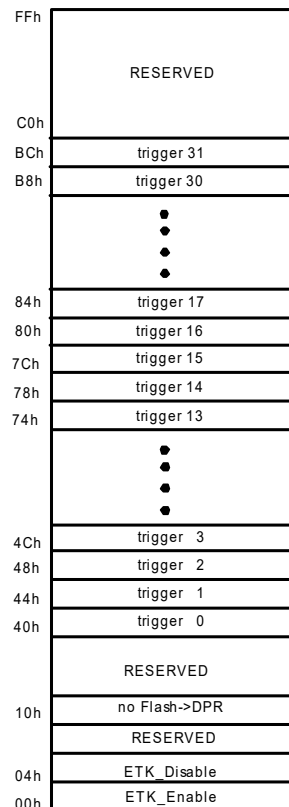 FFh
RESERVED
C0h
BCh trigger 31
B8h trigger 30
84h trigger 17
80h trigger 16
7Ch trigger 15
78h trigger 14
74h trigger 13
4Ch trigger 3
48h trigger 2
44h trigger 1
40h trigger 0
RESERVED
10h no Flash->DPR
RESERVED
04h ETK_Disable
00h ETK_Enable